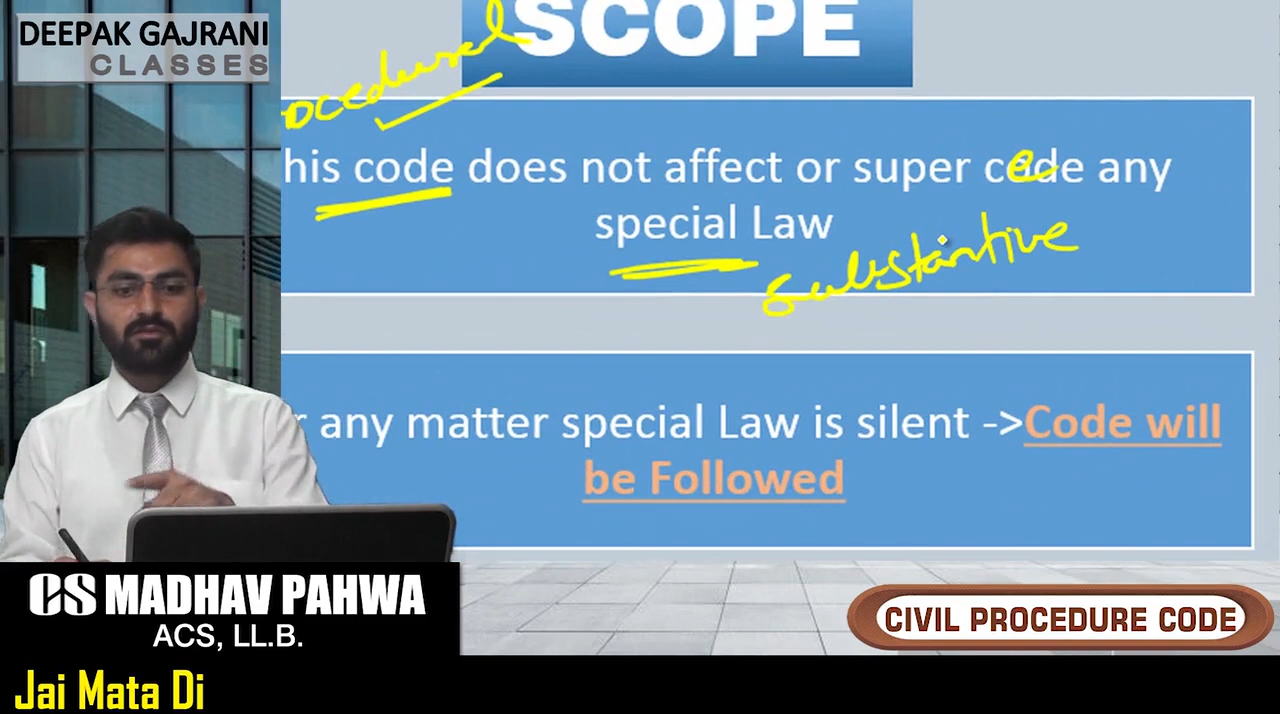 DEEPAK GAJRANI
CLASSES
SCOPE
ocedural
his code does not affect or super cede any
special Law
substantive
r any matter special Law is silent ->Code will
be Followed
CS MADHAV PAHWA
ACS, LL.B.
CIVIL PROCEDURE CODE
Jai Mata Di